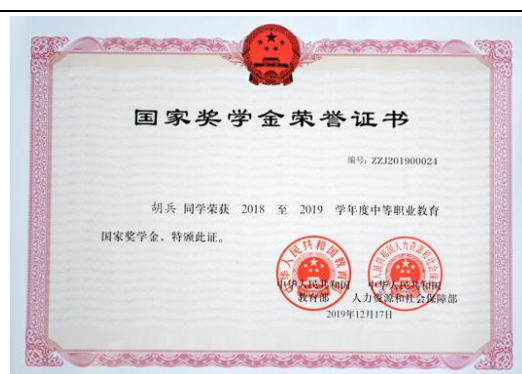 国家奖学金荣誉证书
编号: ZZJ201900024
胡兵 同学荣获 2018 至 2019 学年度中等职业教育
国家奖学金，特颁此证。
中华人民共和国 中华人民共和国
教育部 人力资源和社会保障部
2019年12月17日